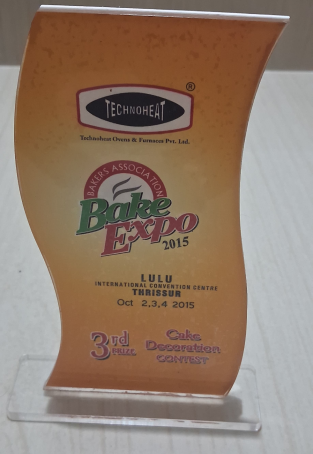 TECHNOHEAT ®
Technoheat Ovens & Furnaces Pvt. Ltd.
BAKERS ASSOCIATION
Bake
Expo
2015
LULU
INTERNATIONAL CONVENTION CENTRE
THRISSUR
Oct 2,3,4 2015
3rd
PRIZE
Cake
Decoration
CONTEST